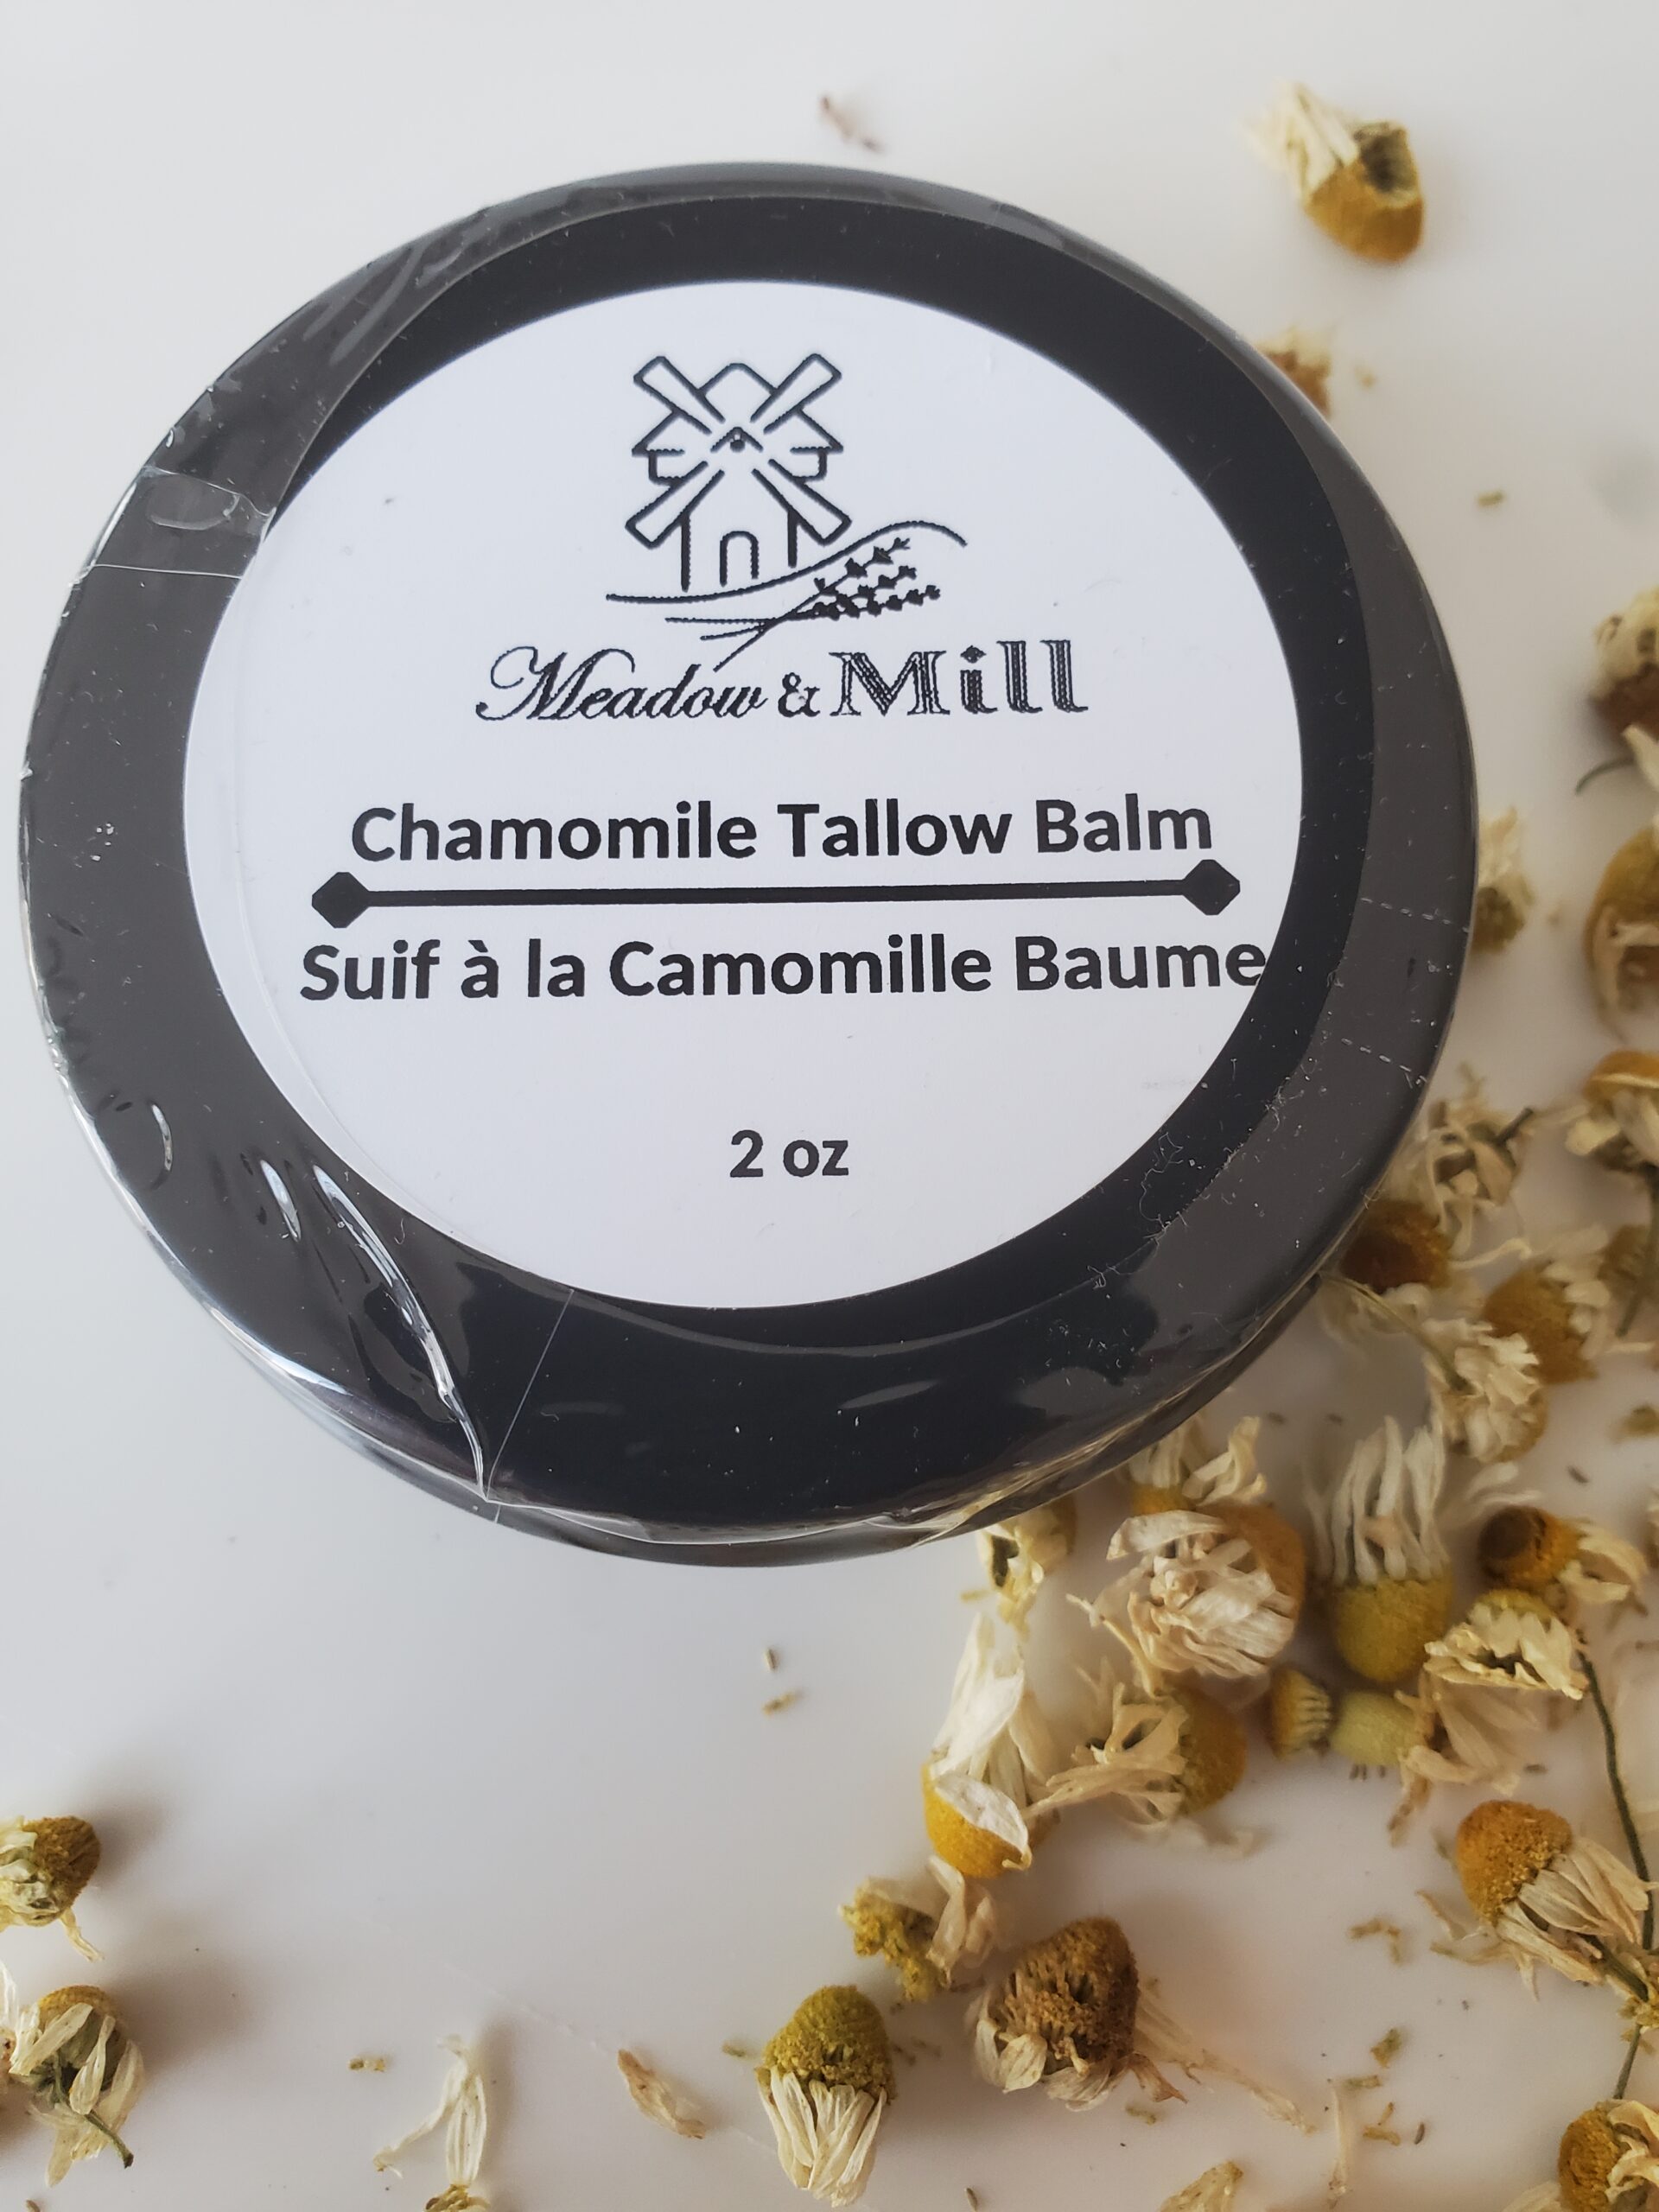 Meadow & Mill
Chamomile Tallow Balm
Suif à la Camomille Baume
2 oz